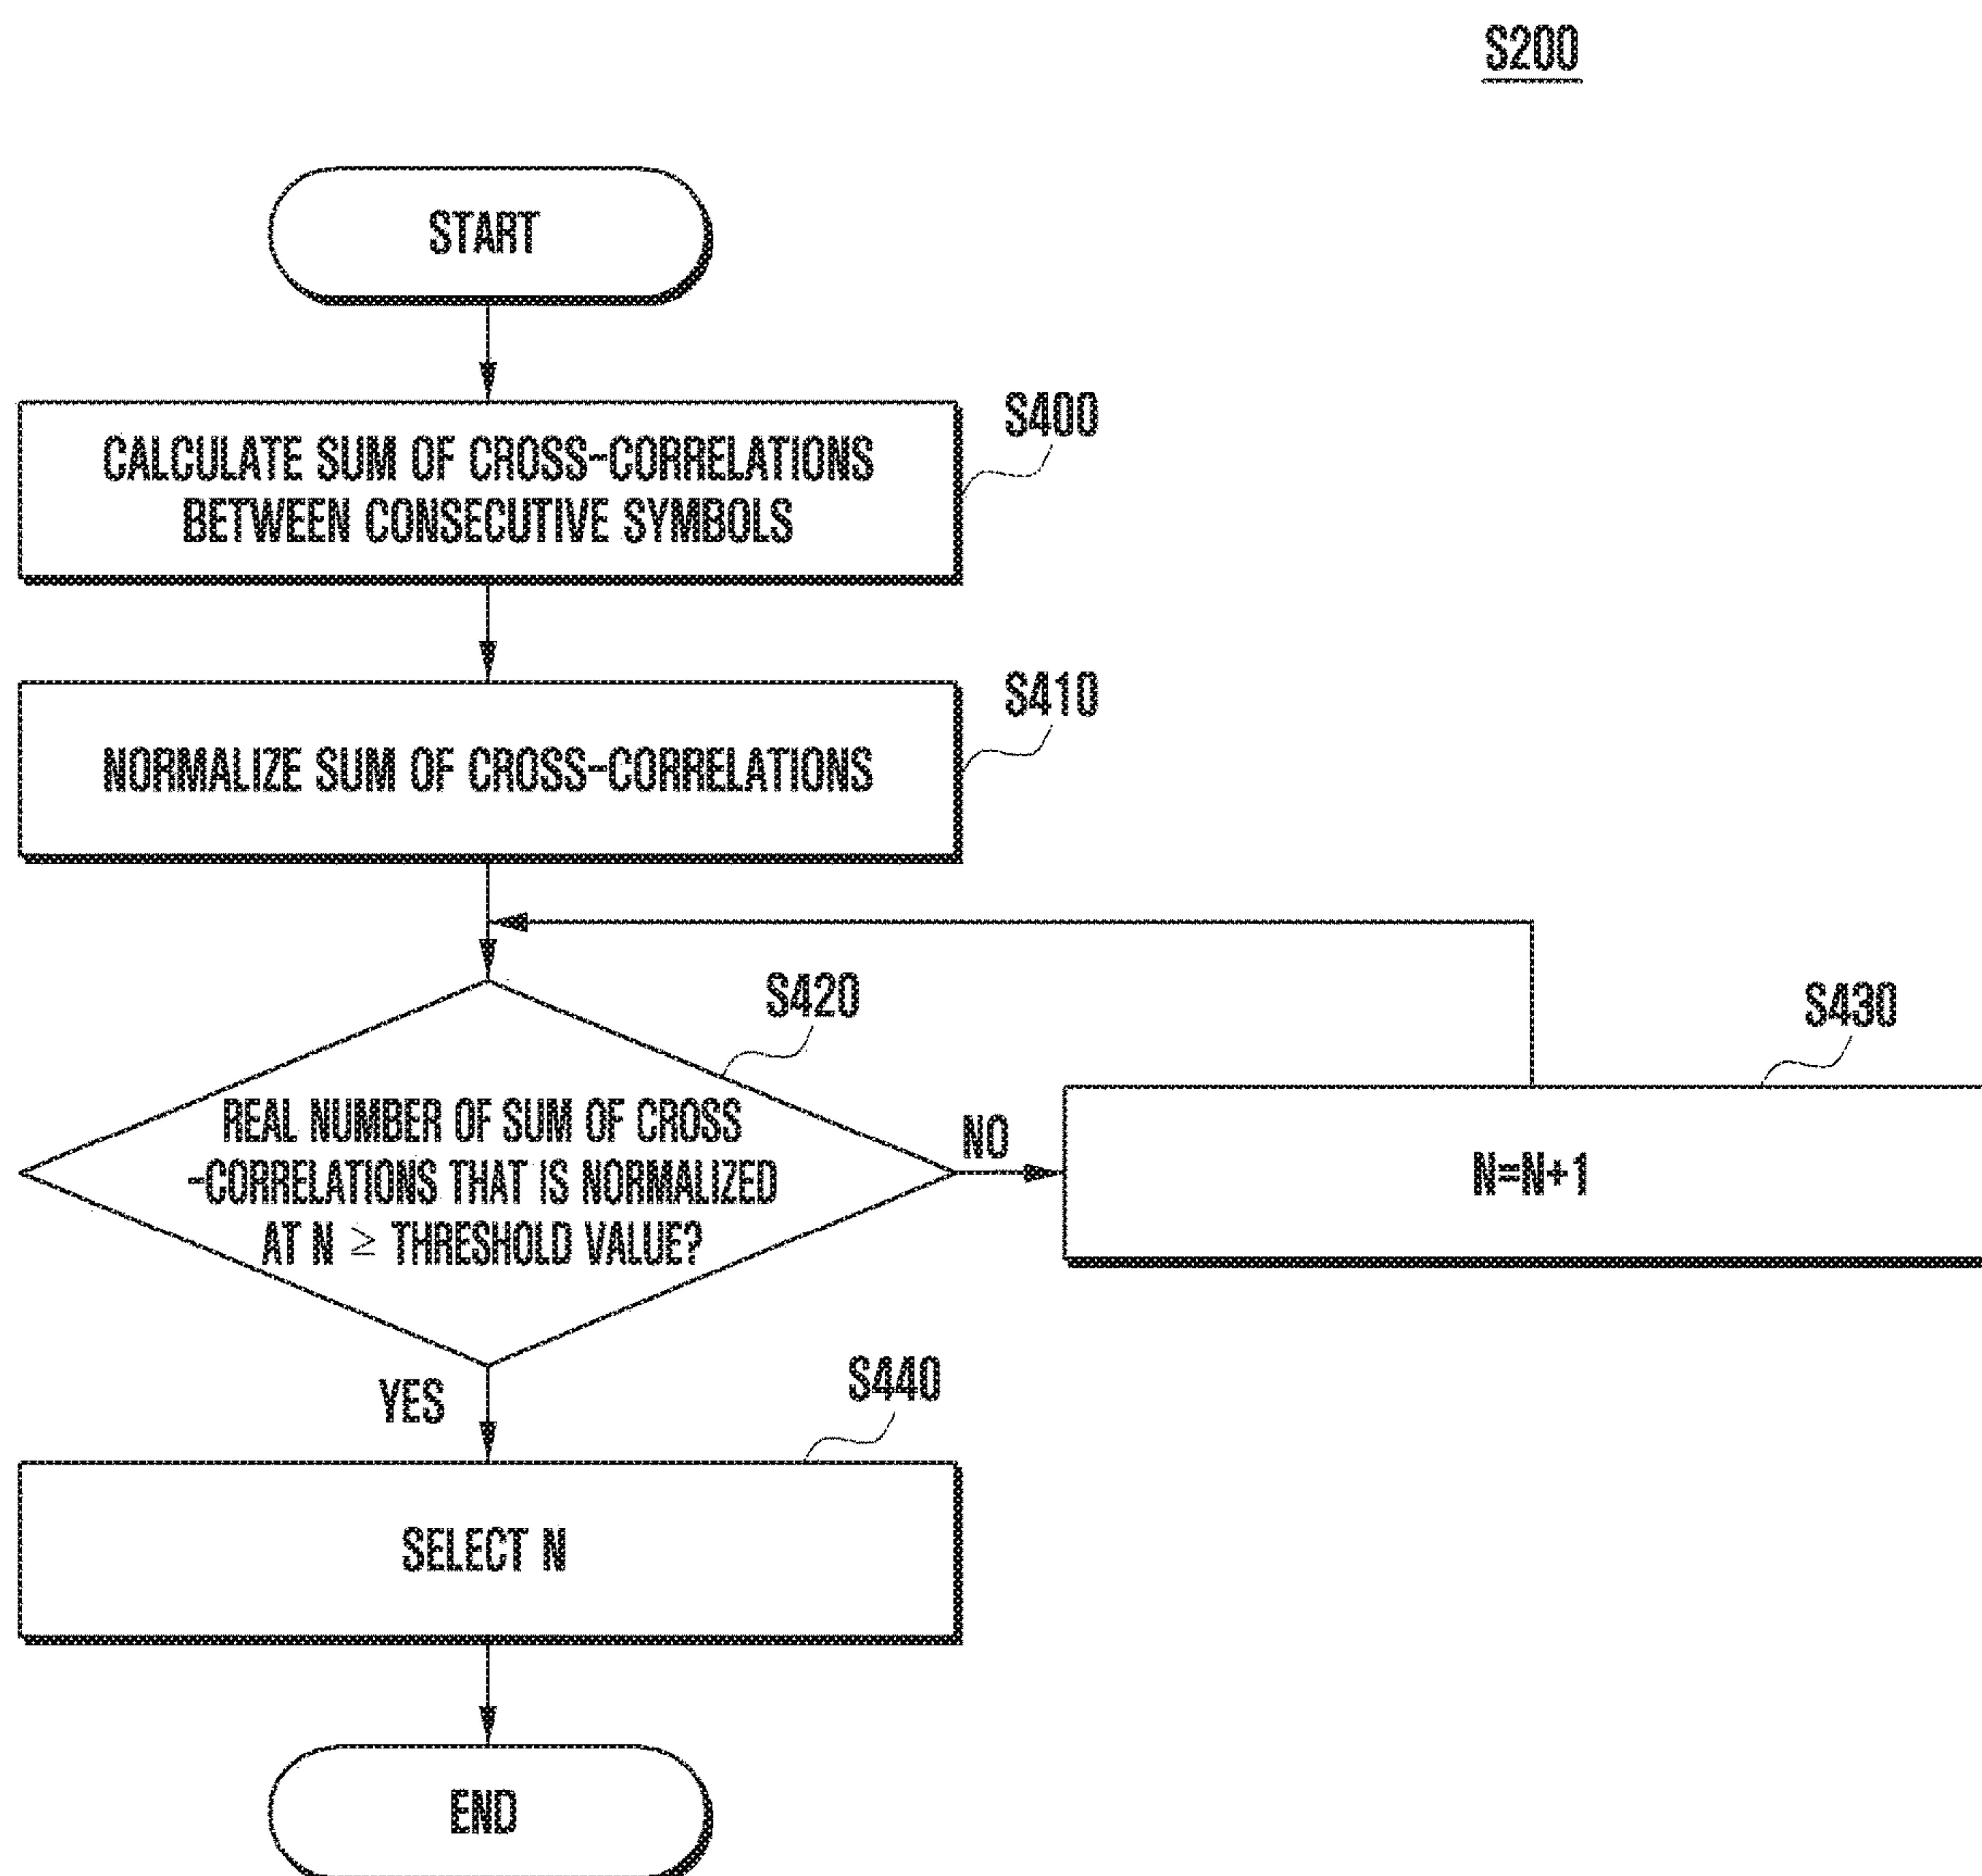 S200
START
S400
CALCULATE SUM OF CROSS-CORRELATIONS
BETWEEN CONSECUTIVE SYMBOLS
S410
NORMALIZE SUM OF CROSS-CORRELATIONS
S420
S430
REAL NUMBER OF SUM OF CROSS
-CORRELATIONS THAT IS NORMALIZED
AT N ≥ THRESHOLD VALUE?
NO
N=N+1
YES
S440
SELECT N
END